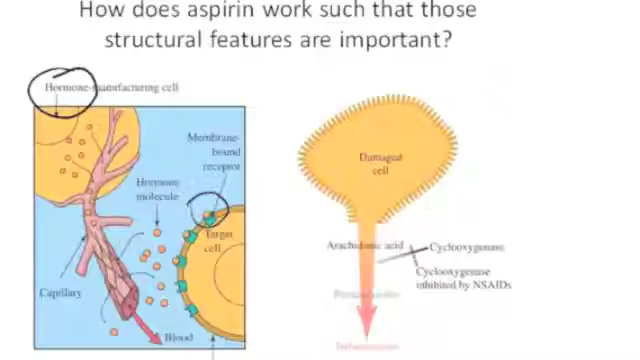 How does aspirin work such that those
structural features are important?
Hormone-manufacturing cell
Membrane-
bound
receptor
Hormone
molecule
Target
cell
Capillary
Blood
Damaged
cell
Arachidonic acid
Cyclooxygenase
Cyclooxygenase
inhibited by NSAIDs